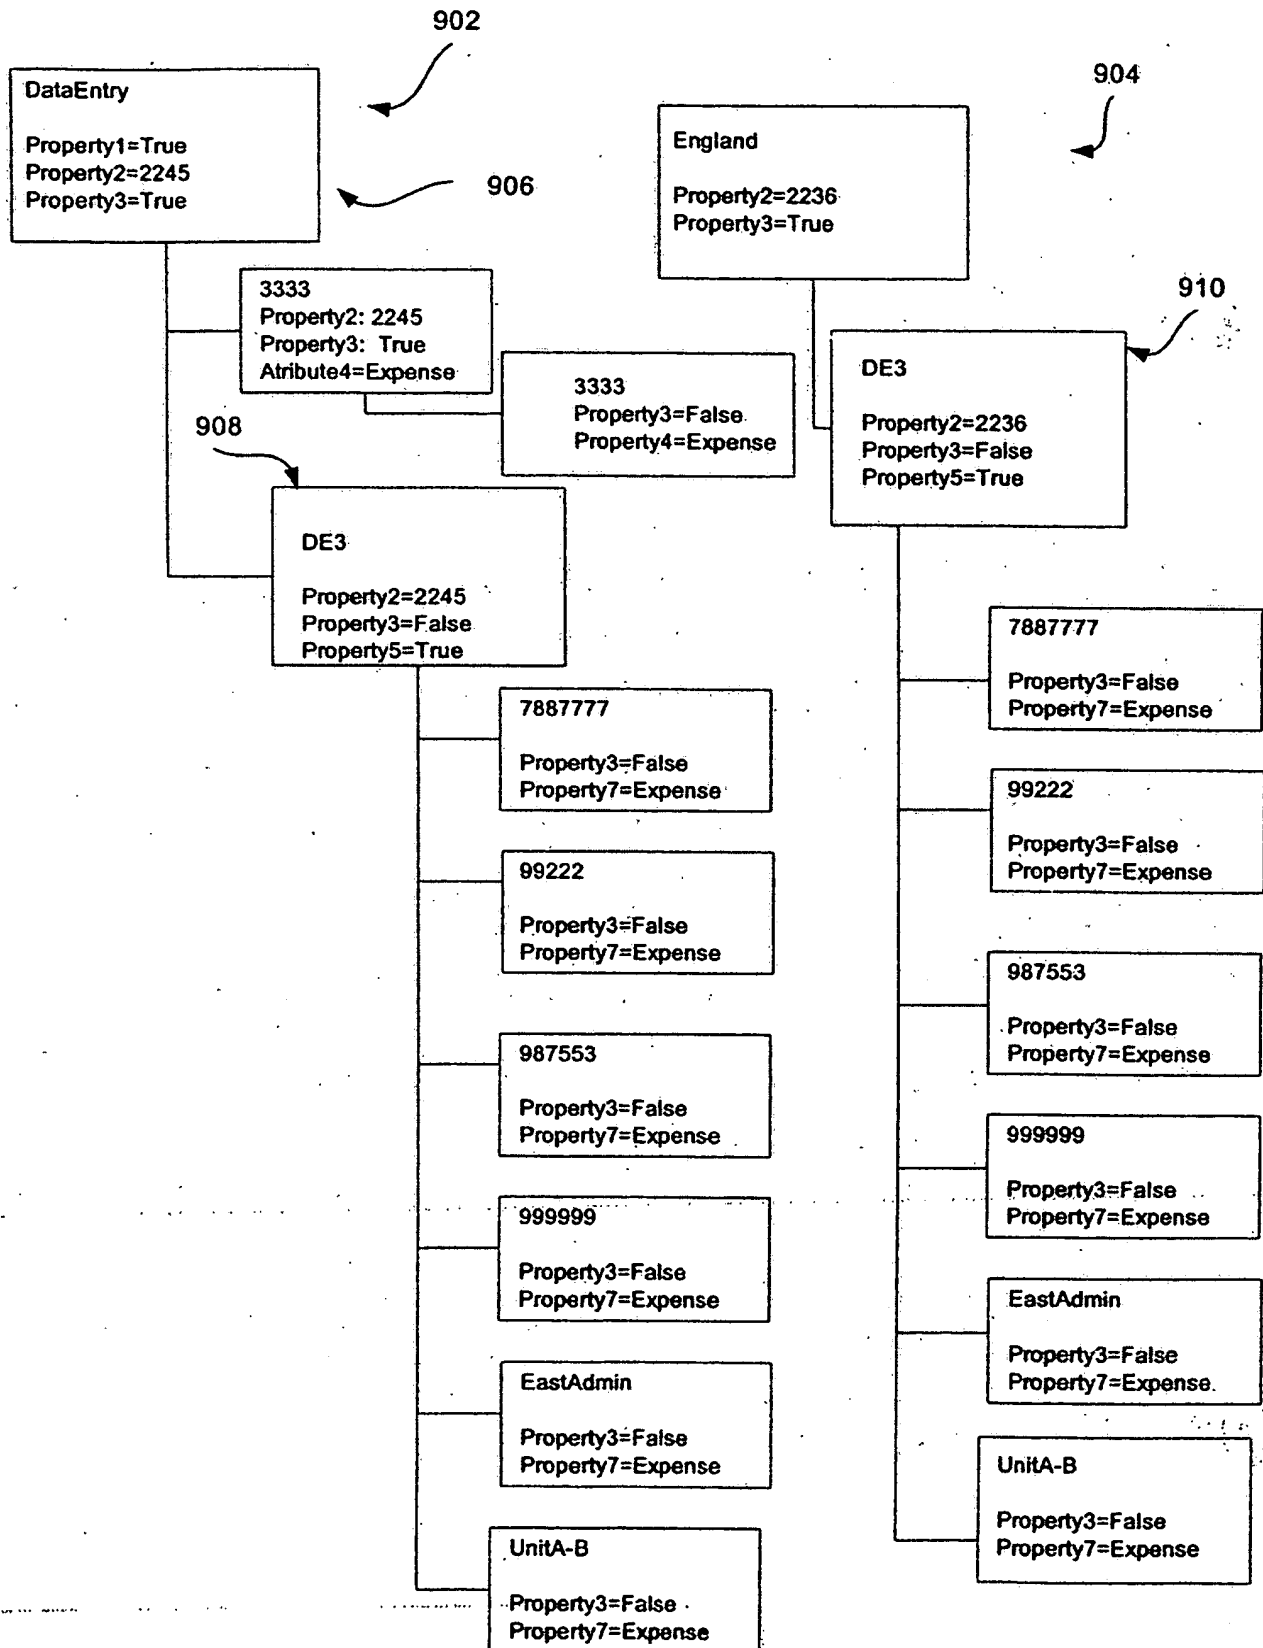 902
DataEntry
Property1=True
Property2=2245
Property3=True
906
3333
Property2: 2245
Property3: True
Atribute4=Expense
3333
Property3=False
Property4=Expense
908
DE3
Property2=2245
Property3=False
Property5=True
7887777
Property3=False
Property7=Expense
99222
Property3=False
Property7=Expense
987553
Property3=False
Property7=Expense
999999
Property3=False
Property7=Expense
EastAdmin
Property3=False
Property7=Expense
UnitA-B
Property3=False
Property7=Expense
904
England
Property2=2236
Property3=True
910
DE3
Property2=2236
Property3=False
Property5=True
7887777
Property3=False
Property7=Expense
99222
Property3=False
Property7=Expense
987553
Property3=False
Property7=Expense
999999
Property3=False
Property7=Expense
EastAdmin
Property3=False
Property7=Expense
UnitA-B
Property3=False
Property7=Expense